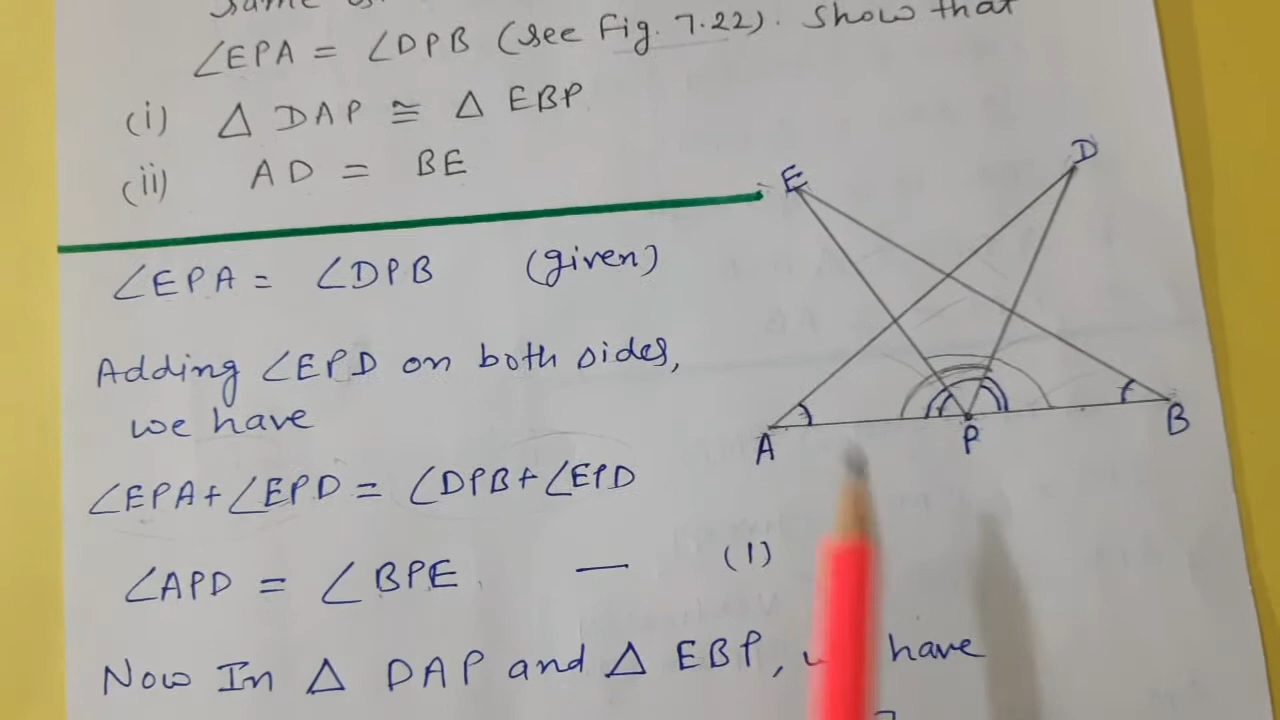 same
∠EPA = ∠DPB (see Fig. 7.22). Show that
(i) △ DAP ≅ △ EBP
(ii) AD = BE
∠EPA = ∠DPB (given)
Adding ∠EPD on both sides,
we have
∠EPA + ∠EPD = ∠DPB + ∠EPD
∠APD = ∠BPE — (1)
Now In △ DAP and △ EBP, have
E
D
A
P
B